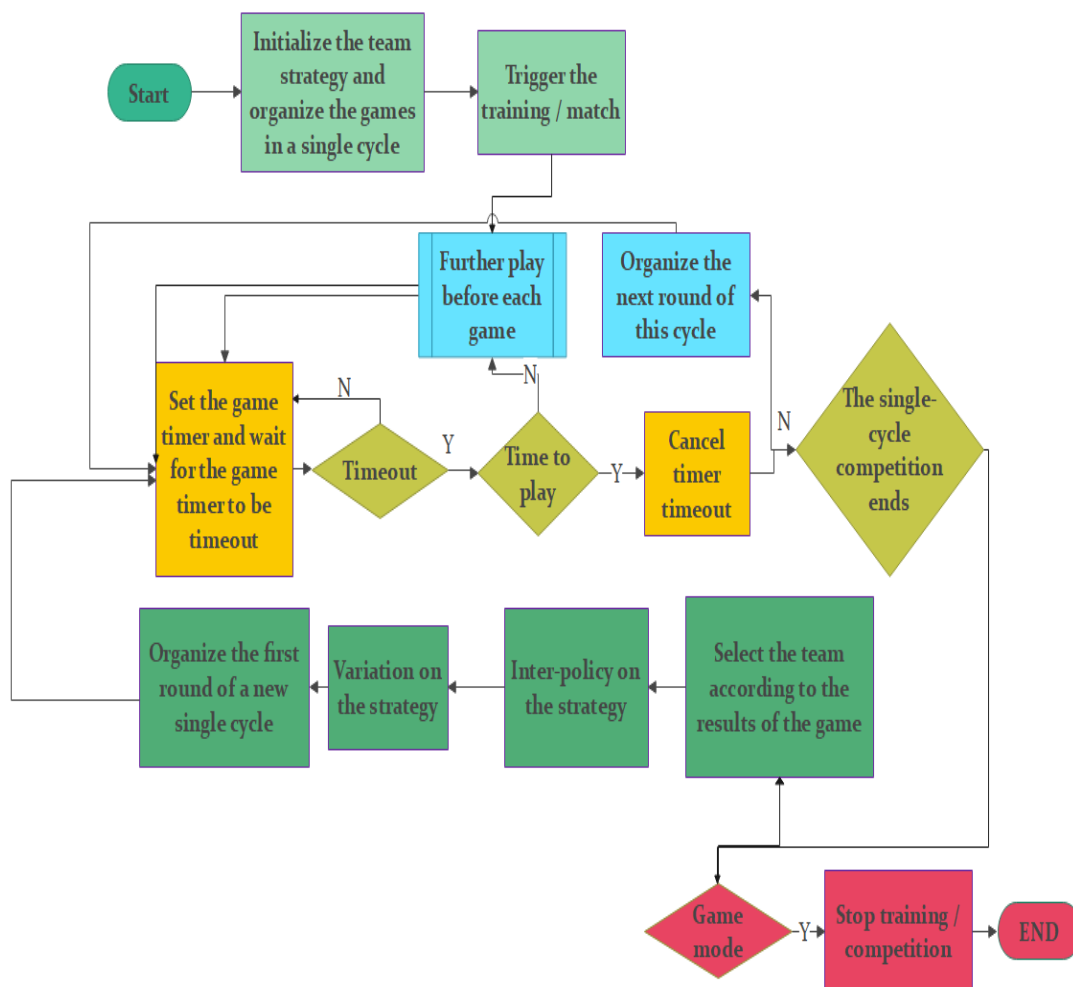 Start
Initialize the team
strategy and
organize the games
in a single cycle
Trigger the
training / match
Further play
before each
game
Organize the
next round of
this cycle
Set the game
timer and wait
for the game
timer to be
timeout
N
Timeout
Y
N
Time to
play
Y
Cancel
timer
timeout
N
The single-
cycle
competition
ends
Organize the first
round of a new
single cycle
Variation on
the strategy
Inter-policy on
the strategy
Select the team
according to the
results of the game
Game
mode
Y
Stop training /
competition
END